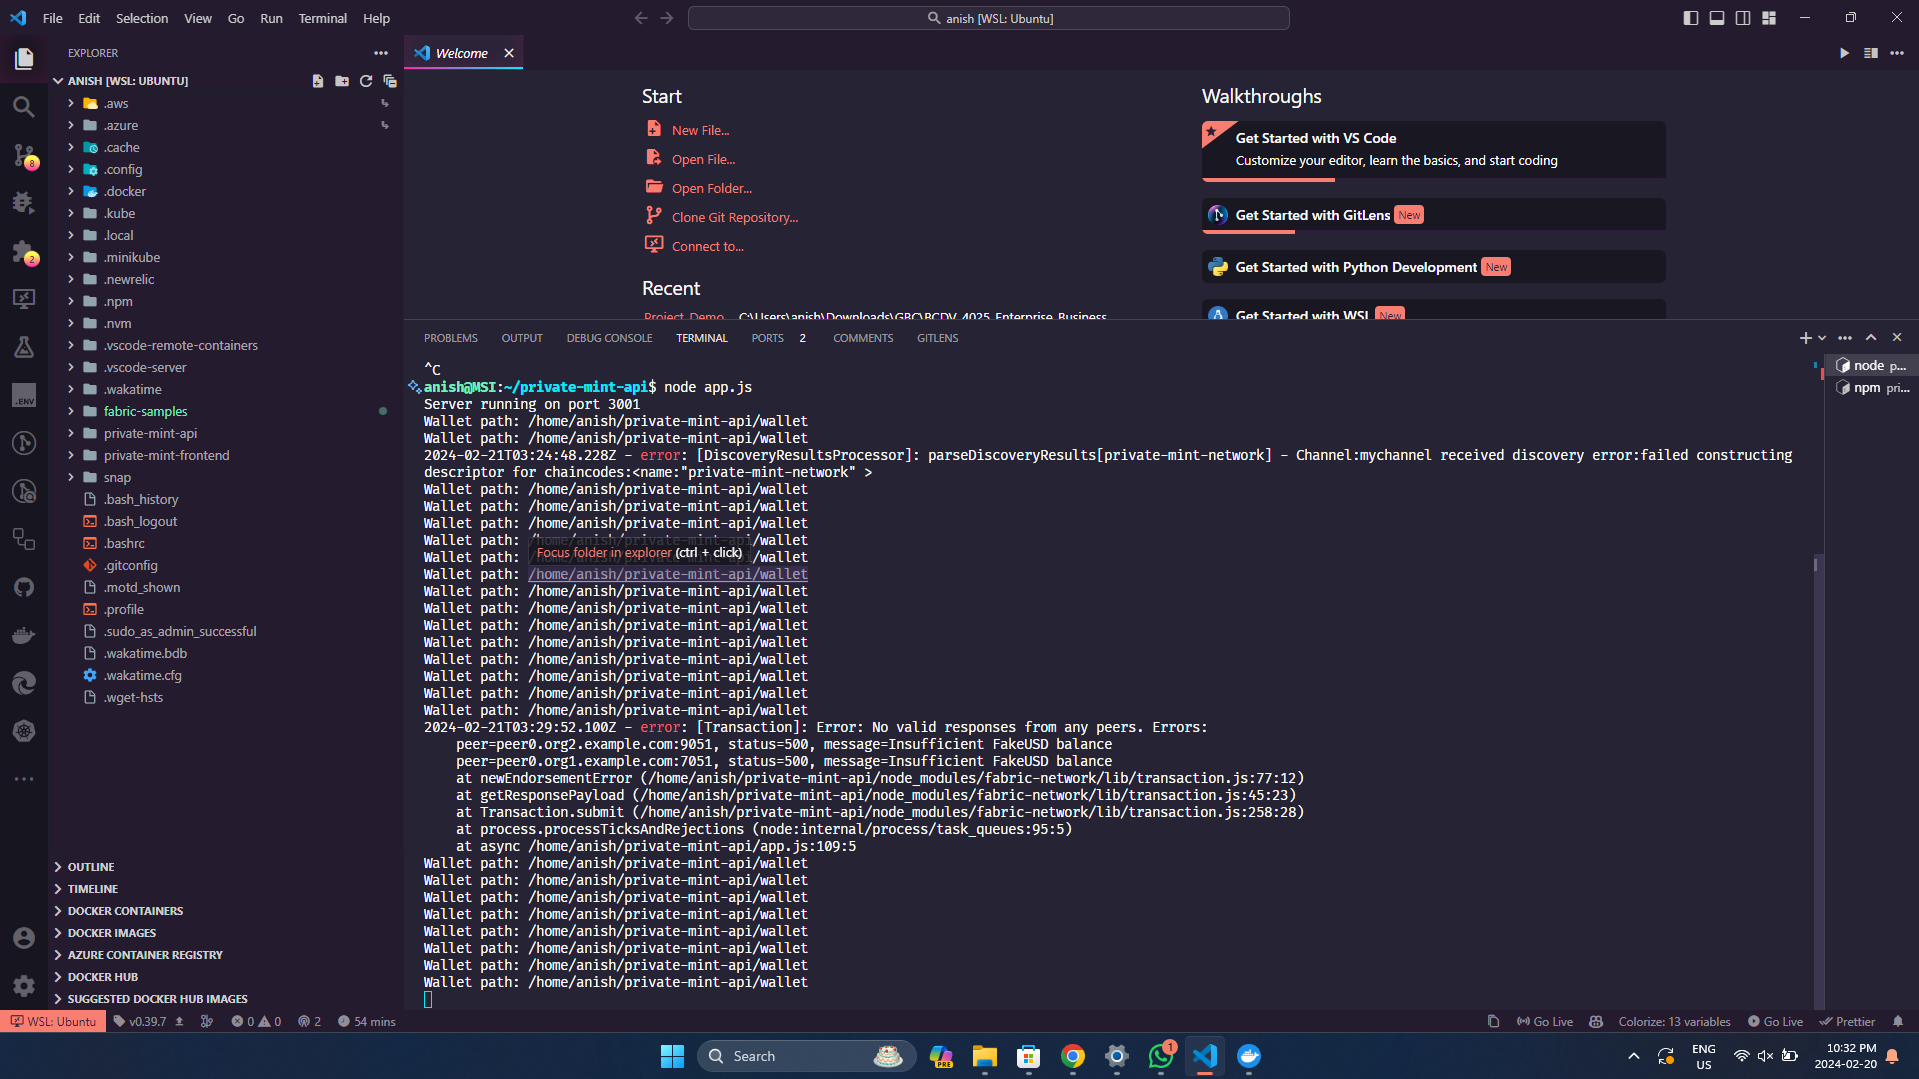 File Edit Selection View Go Run Terminal Help
anish [WSL: Ubuntu]
EXPLORER
ANISH [WSL: UBUNTU]
.aws
.azure
.cache
.config
.docker
.kube
.local
.minikube
.newrelic
.npm
.nvm
.vscode-remote-containers
.vscode-server
.wakatime
fabric-samples
private-mint-api
private-mint-frontend
snap
.bash_history
.bash_logout
.bashrc
.gitconfig
.motd_shown
.profile
.sudo_as_admin_successful
.wakatime.bdb
.wakatime.cfg
.wget-hsts
OUTLINE
TIMELINE
DOCKER CONTAINERS
DOCKER IMAGES
AZURE CONTAINER REGISTRY
DOCKER HUB
SUGGESTED DOCKER HUB IMAGES
8
2
.ENV
Welcome
Start
New File...
Open File...
Open Folder...
Clone Git Repository...
Connect to...
Recent
Project_Demo C:\Users\anish\Downloads\GBC\BCDV_4025_Enterprise_Business
Walkthroughs
Get Started with VS Code
Customize your editor, learn the basics, and start coding
Get Started with GitLens New
Get Started with Python Development New
Get Started with WSL New
PROBLEMS OUTPUT DEBUG CONSOLE TERMINAL PORTS 2 COMMENTS GITLENS
node p...
npm pri...
^C
anish@MSI:~/private-mint-api$ node app.js
Server running on port 3001
Wallet path: /home/anish/private-mint-api/wallet
Wallet path: /home/anish/private-mint-api/wallet
2024-02-21T03:24:48.228Z - error: [DiscoveryResultsProcessor]: parseDiscoveryResults[private-mint-network] - Channel:mychannel received discovery error:failed constructing
descriptor for chaincodes:<name:"private-mint-network" >
Wallet path: /home/anish/private-mint-api/wallet
Wallet path: /home/anish/private-mint-api/wallet
Wallet path: /home/anish/private-mint-api/wallet
Wallet path: /home/anish/private-mint-api/wallet
Focus folder in explorer (ctrl + click)
Wallet path: /home/anish/private-mint-api/wallet
Wallet path: /home/anish/private-mint-api/wallet
Wallet path: /home/anish/private-mint-api/wallet
Wallet path: /home/anish/private-mint-api/wallet
Wallet path: /home/anish/private-mint-api/wallet
Wallet path: /home/anish/private-mint-api/wallet
Wallet path: /home/anish/private-mint-api/wallet
Wallet path: /home/anish/private-mint-api/wallet
Wallet path: /home/anish/private-mint-api/wallet
Wallet path: /home/anish/private-mint-api/wallet
2024-02-21T03:29:52.100Z - error: [Transaction]: Error: No valid responses from any peers. Errors:
peer=peer0.org2.example.com:9051, status=500, message=Insufficient FakeUSD balance
peer=peer0.org1.example.com:7051, status=500, message=Insufficient FakeUSD balance
at newEndorsementError (/home/anish/private-mint-api/node_modules/fabric-network/lib/transaction.js:77:12)
at getResponsePayload (/home/anish/private-mint-api/node_modules/fabric-network/lib/transaction.js:45:23)
at Transaction.submit (/home/anish/private-mint-api/node_modules/fabric-network/lib/transaction.js:258:28)
at process.processTicksAndRejections (node:internal/process/task_queues:95:5)
at async /home/anish/private-mint-api/app.js:109:5
Wallet path: /home/anish/private-mint-api/wallet
Wallet path: /home/anish/private-mint-api/wallet
Wallet path: /home/anish/private-mint-api/wallet
Wallet path: /home/anish/private-mint-api/wallet
Wallet path: /home/anish/private-mint-api/wallet
Wallet path: /home/anish/private-mint-api/wallet
Wallet path: /home/anish/private-mint-api/wallet
Wallet path: /home/anish/private-mint-api/wallet
WSL: Ubuntu v0.39.7 0 0 2 54 mins Go Live Colorize: 13 variables Go Live Prettier
Search
PRE
1
ENG
US
10:32 PM
2024-02-20